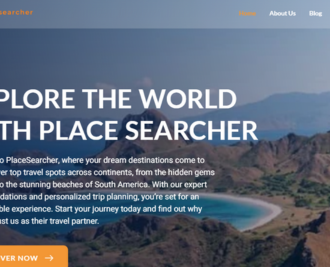 searcher
Home
About Us
Blog
PLORE THE WORLD
TH PLACE SEARCHER
o PlaceSearcher, where your dream destinations come to
er top travel spots across continents, from the hidden gems
o the stunning beaches of South America. With our expert
dations and personalized trip planning, you're set for an
ble experience. Start your journey today and find out why
ust us as their travel partner.
VER NOW